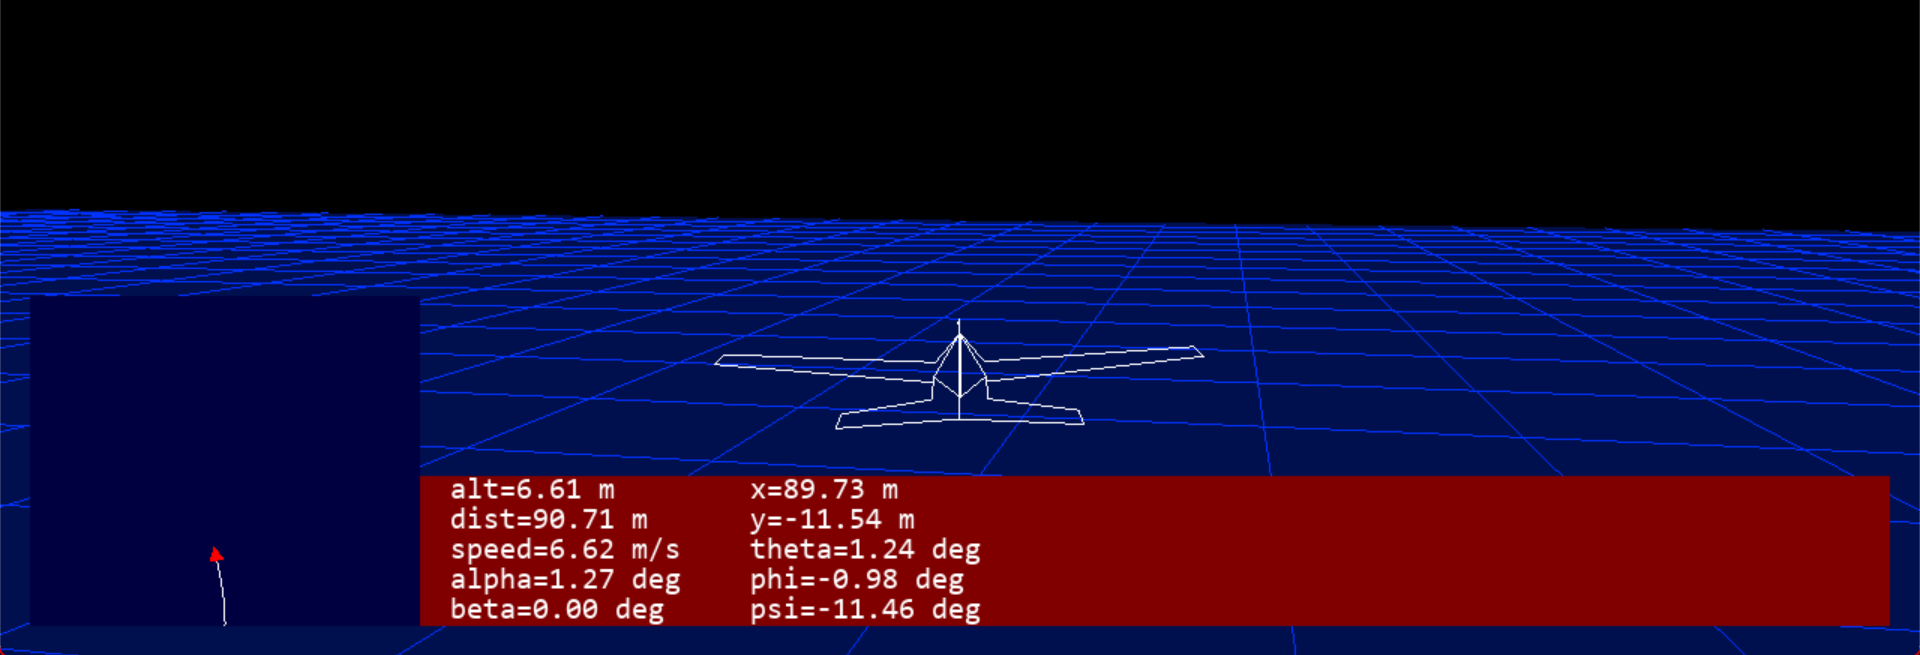 alt=6.61 m
dist=90.71 m
speed=6.62 m/s
alpha=1.27 deg
beta=0.00 deg
x=89.73 m
y=-11.54 m
theta=1.24 deg
phi=-0.98 deg
psi=-11.46 deg